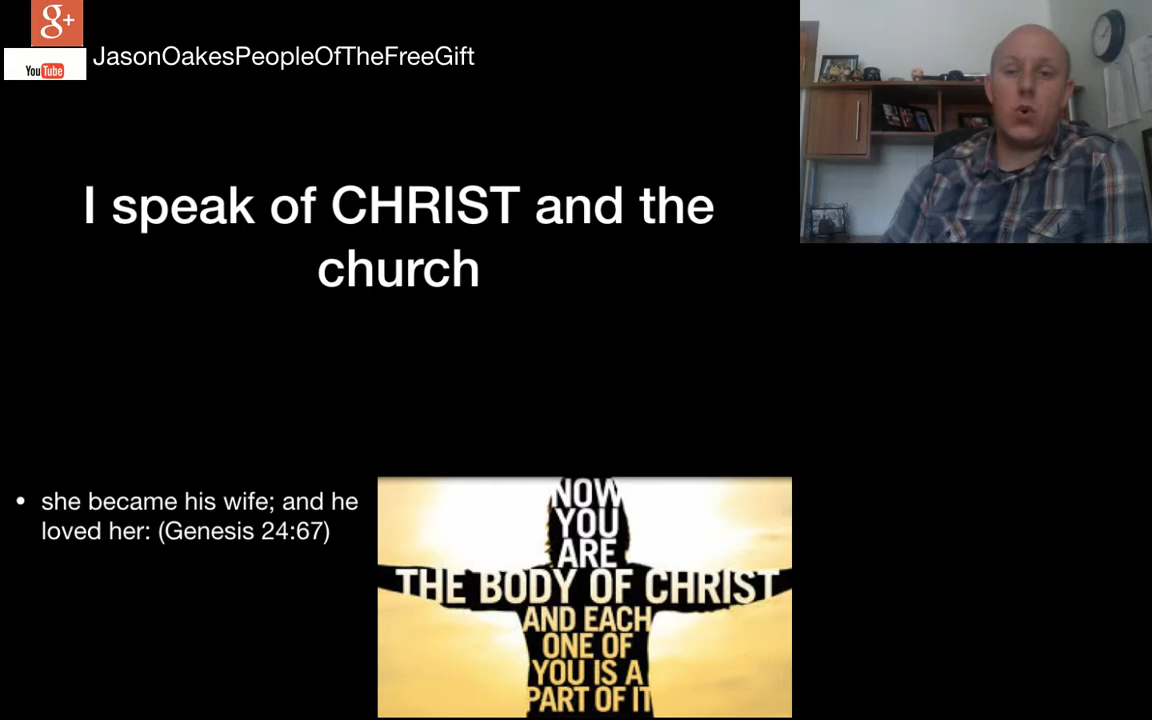 g+
YouTube
JasonOakesPeopleOfTheFreeGift
I speak of CHRIST and the
church
• she became his wife; and he
loved her: (Genesis 24:67)
NOW
YOU
ARE
THE BODY OF CHRIST
AND EACH
ONE OF
YOU IS A
PART OF IT